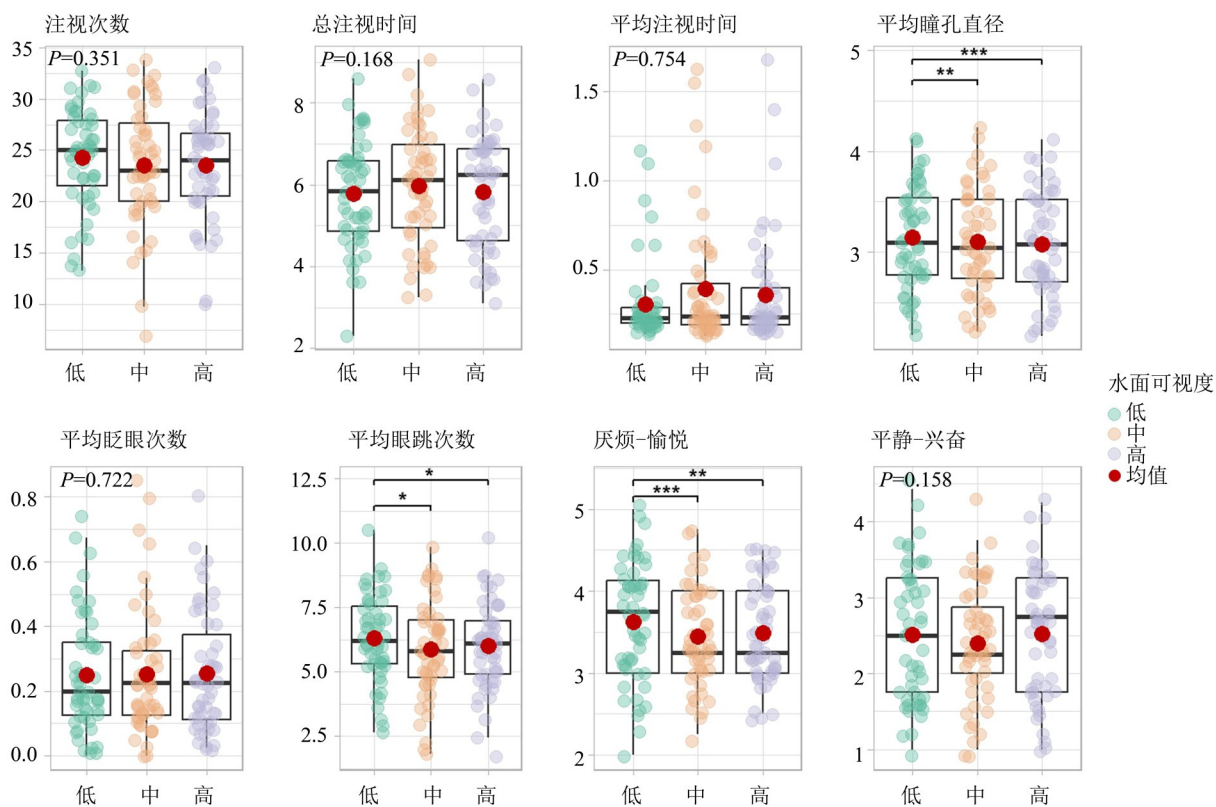 注视次数
P=0.351
35
30
25
20
15
10
低 中 高
总注视时间
P=0.168
8
6
4
2
低 中 高
平均注视时间
P=0.754
1.5
1.0
0.5
低 中 高
平均瞳孔直径
***
**
5
4
3
低 中 高
平均眨眼次数
P=0.722
0.8
0.6
0.4
0.2
0.0
低 中 高
平均眼跳次数
*
*
12.5
10.0
7.5
5.0
2.5
低 中 高
厌烦-愉悦
**
***
5
4
3
2
低 中 高
平静-兴奋
P=0.158
4
3
2
1
低 中 高
水面可视度
低
中
高
均值